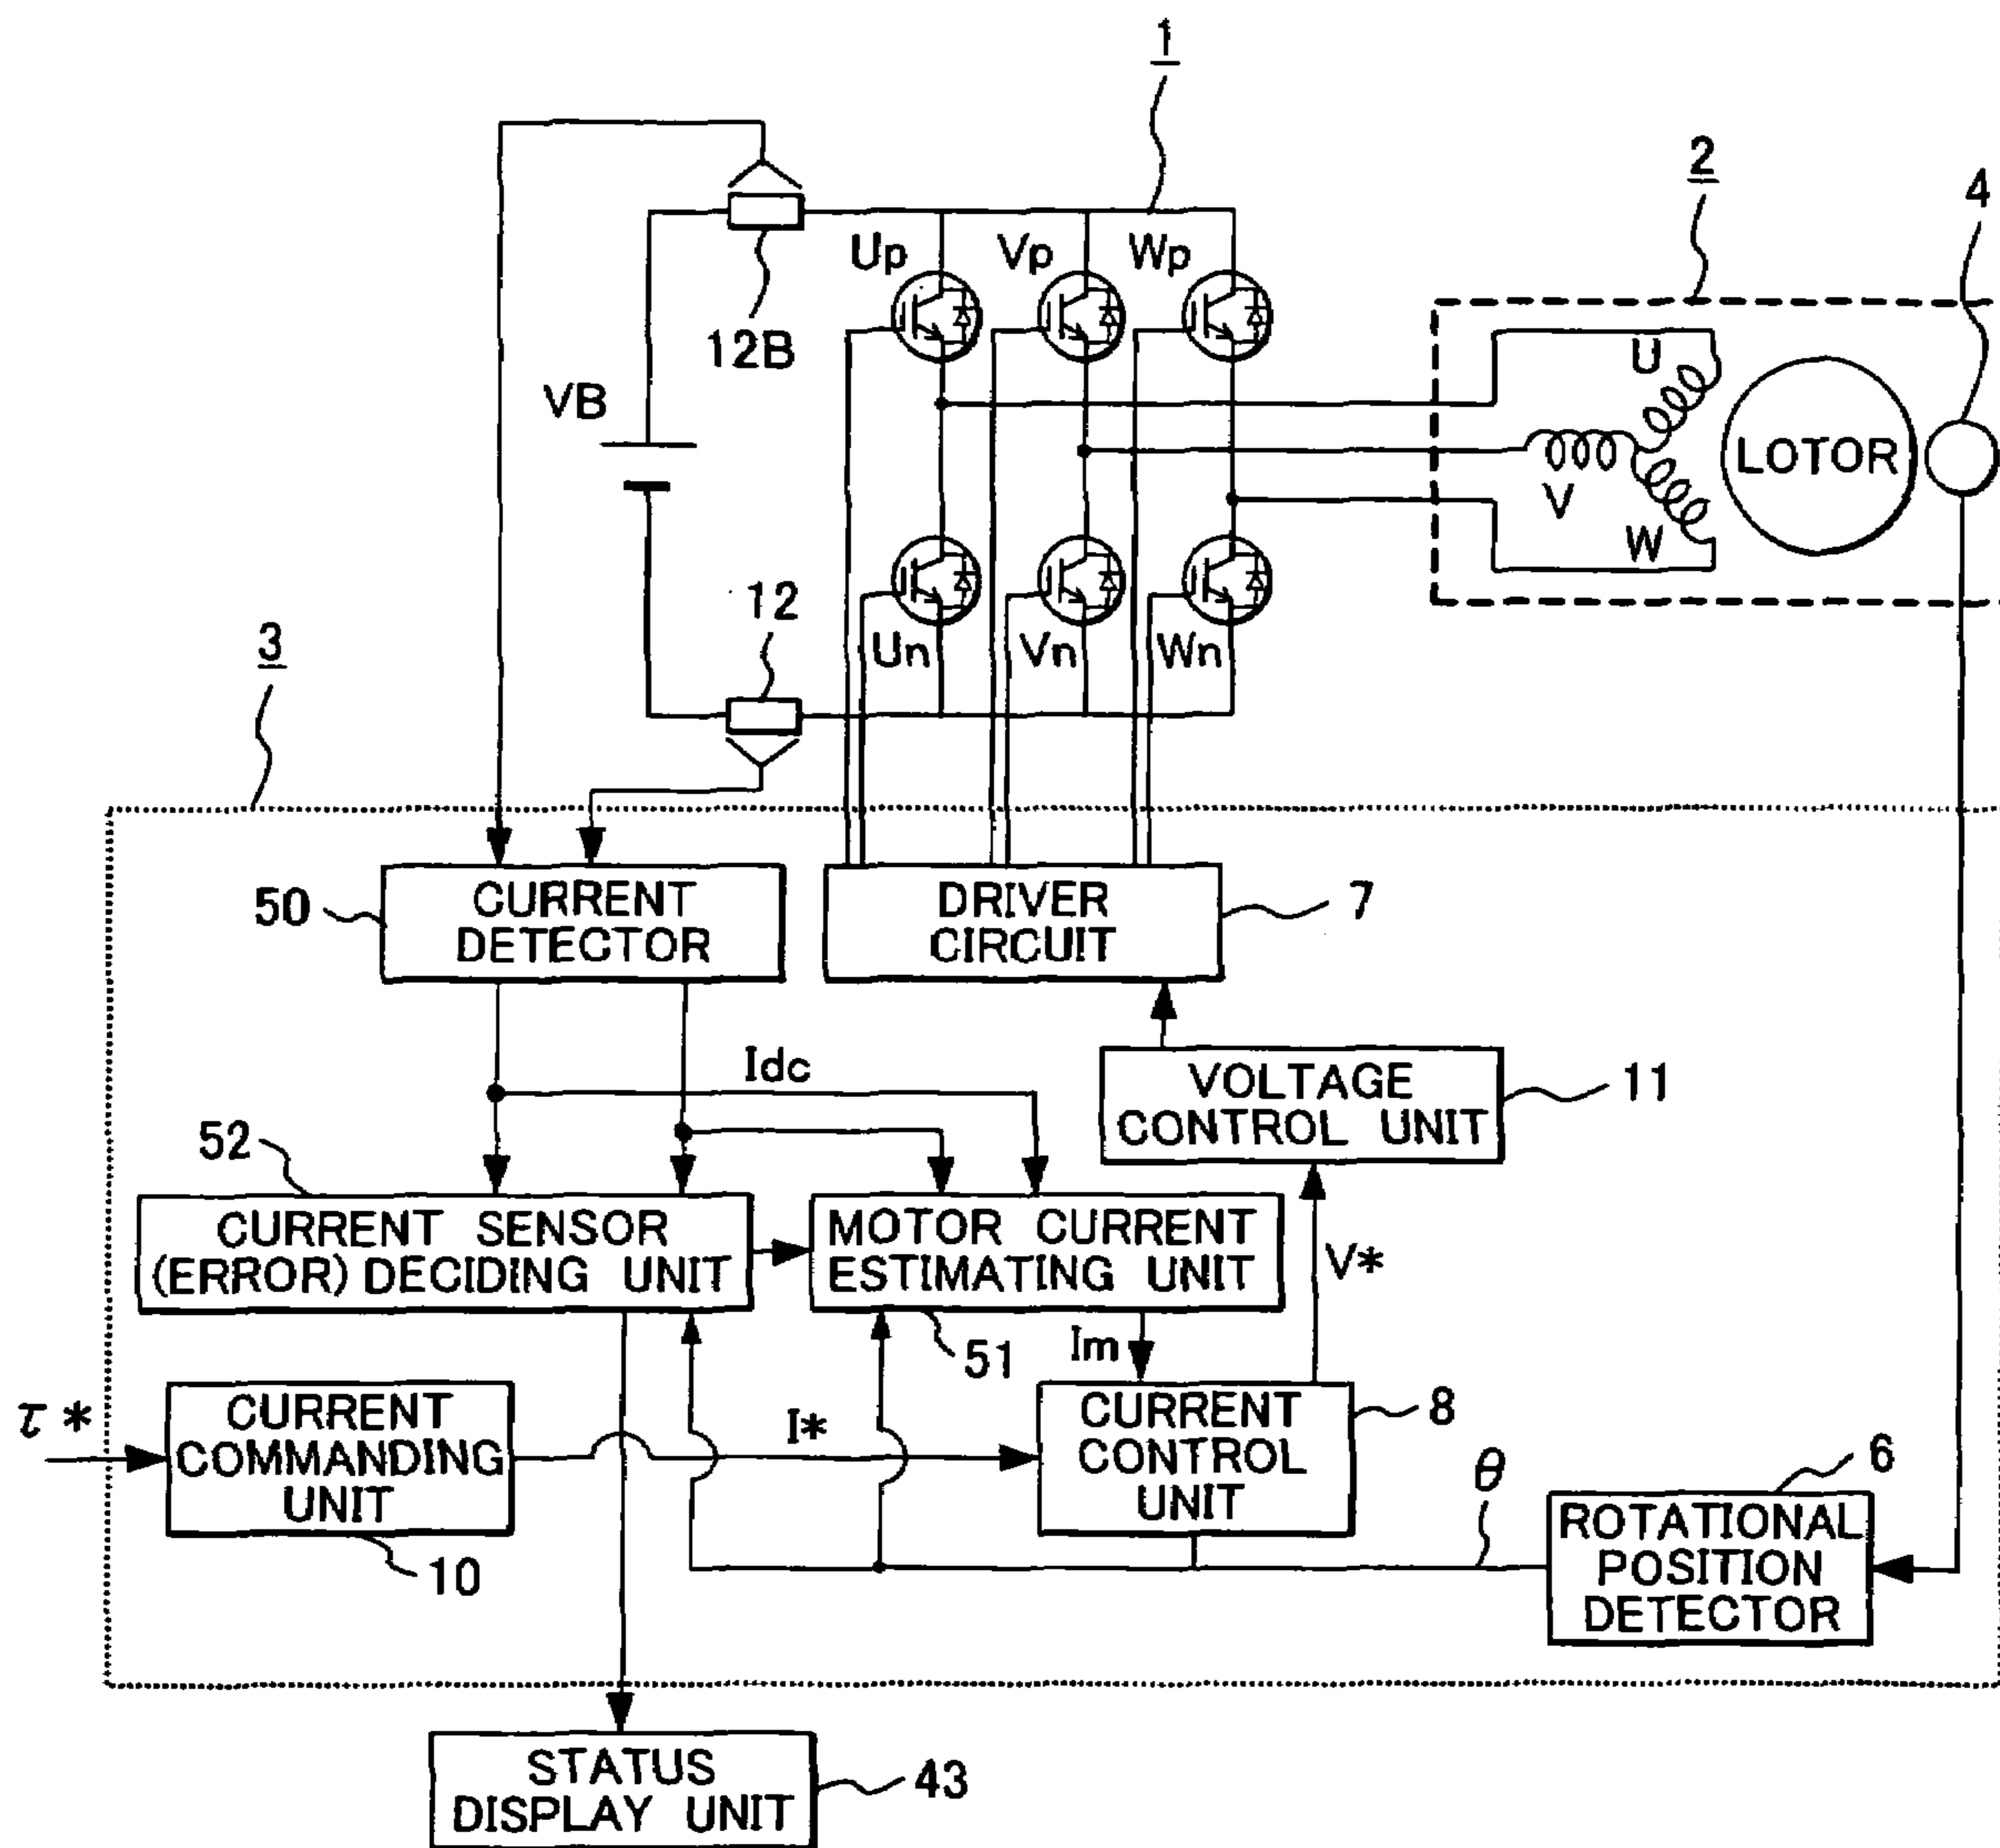 1
2
4
Up
Vp
Wp
12B
VB
U
LOTOR
V
W
12
Un
Vn
Wn
3
50
CURRENT
DETECTOR
DRIVER
CIRCUIT
7
Idc
VOLTAGE
CONTROL UNIT
11
52
CURRENT SENSOR
(ERROR) DECIDING UNIT
MOTOR CURRENT
ESTIMATING UNIT
V*
51
Im
τ*
CURRENT
COMMANDING
UNIT
10
I*
CURRENT
CONTROL
UNIT
8
θ
6
ROTATIONAL
POSITION
DETECTOR
STATUS
DISPLAY UNIT
43